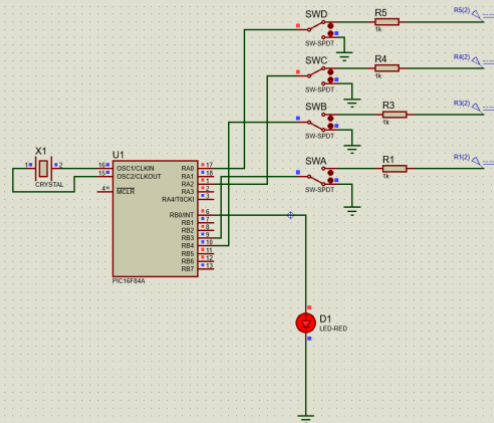 SWD
R5
R5(2)
SW-SPDT
1k
SWC
R4
R4(2)
SW-SPDT
1k
SWB
R3
R3(2)
SW-SPDT
1k
SWA
R1
R1(2)
SW-SPDT
1k
X1
1
2
CRYSTAL
U1
16
OSC1/CLKIN
RA0
17
15
OSC2/CLKOUT
RA1
18
RA2
1
4
MCLR
RA3
2
RA4/T0CKI
3
RB0/INT
6
RB1
7
RB2
8
RB3
9
RB4
10
RB5
11
RB6
12
RB7
13
PIC16F84A
D1
LED-RED